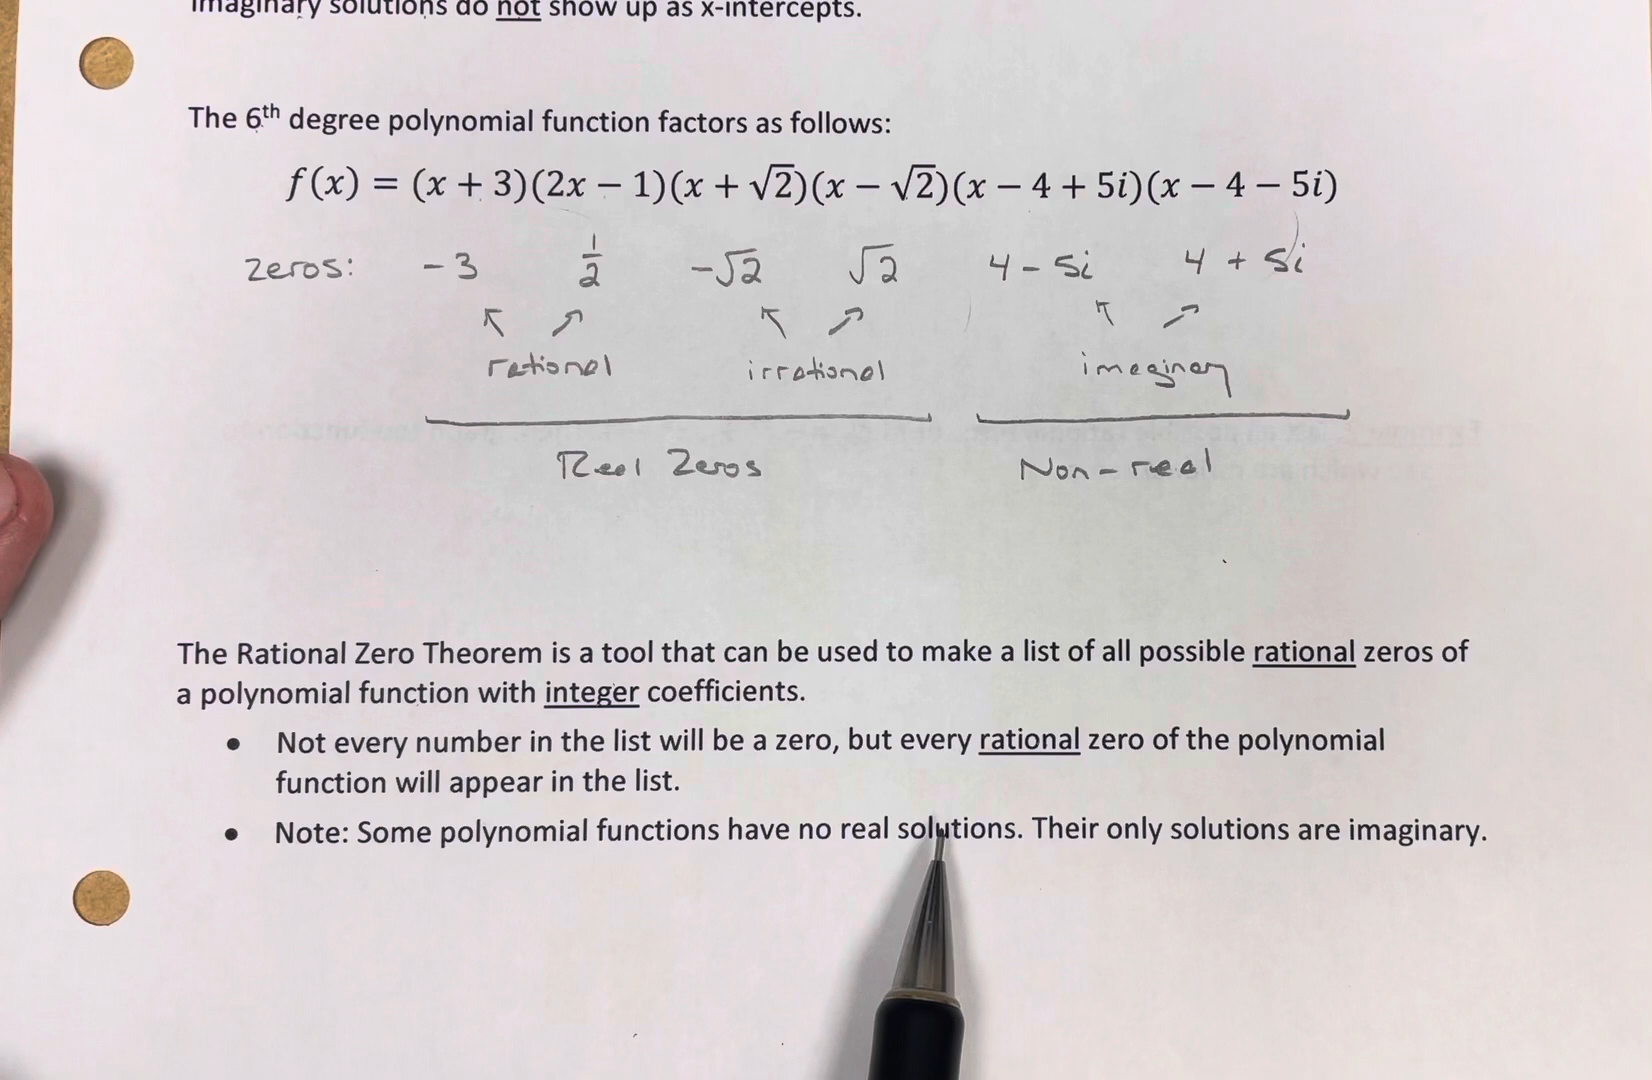 imaginary solutions do not show up as x-intercepts.
The 6th degree polynomial function factors as follows:
f(x) = (x + 3)(2x − 1)(x + √2)(x − √2)(x − 4 + 5i)(x − 4 − 5i)
zeros: -3 1/2 -√2 √2 4 - 5i 4 + 5i
rational irrational imaginary
Real Zeros Non-real
The Rational Zero Theorem is a tool that can be used to make a list of all possible rational zeros of
a polynomial function with integer coefficients.
• Not every number in the list will be a zero, but every rational zero of the polynomial
function will appear in the list.
• Note: Some polynomial functions have no real solutions. Their only solutions are imaginary.